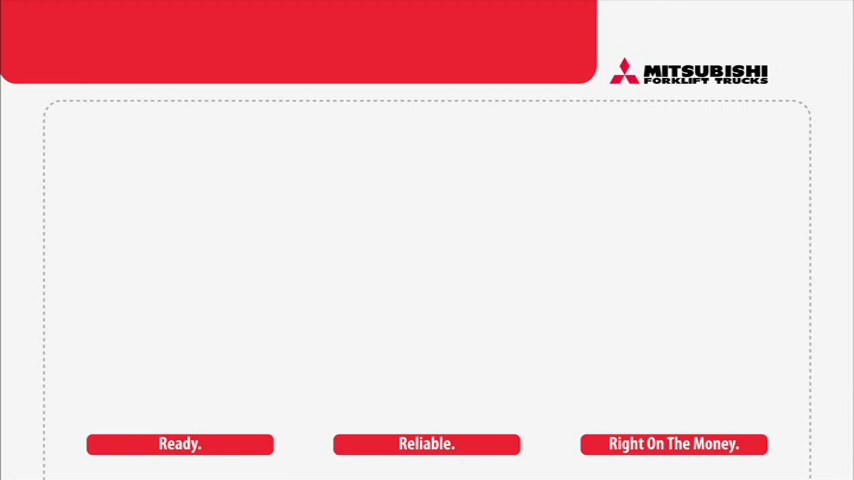 MITSUBISHI
FORKLIFT TRUCKS
Ready.
Reliable.
Right On The Money.